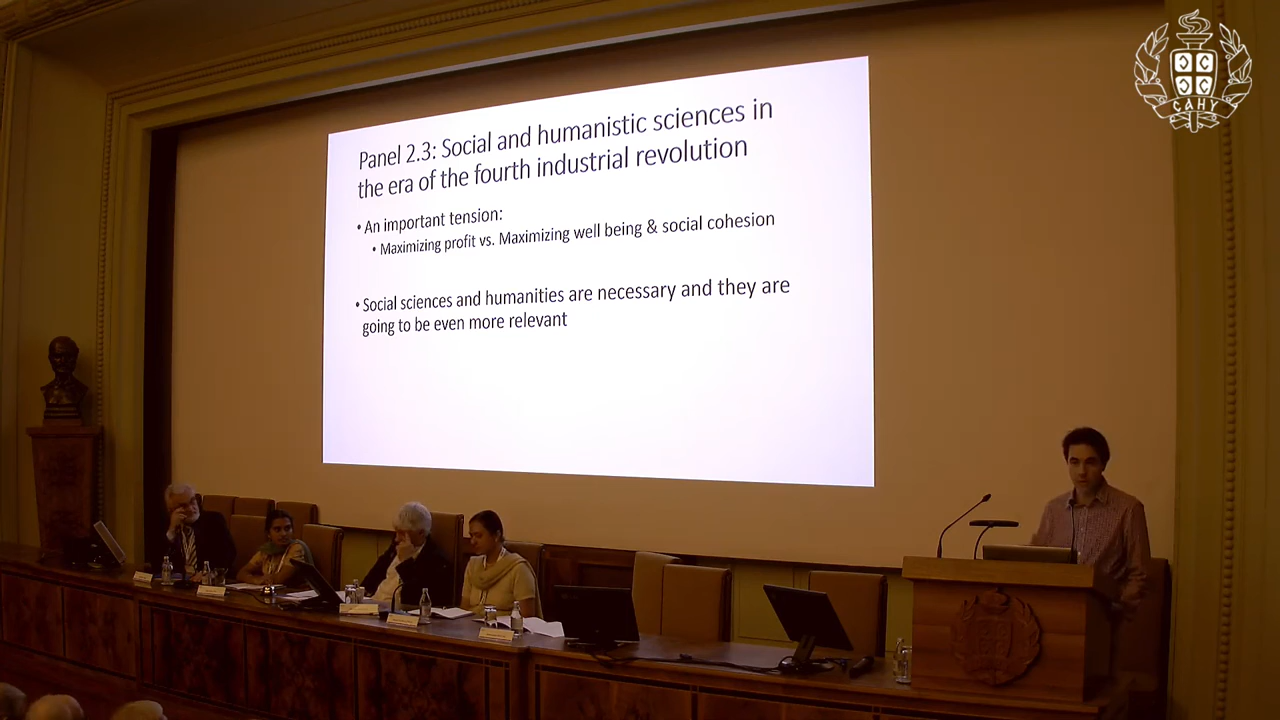 Panel 2.3: Social and humanistic sciences in
the era of the fourth industrial revolution
• An important tension:
• Maximizing profit vs. Maximizing well being & social cohesion
• Social sciences and humanities are necessary and they are
going to be even more relevant
САНУ